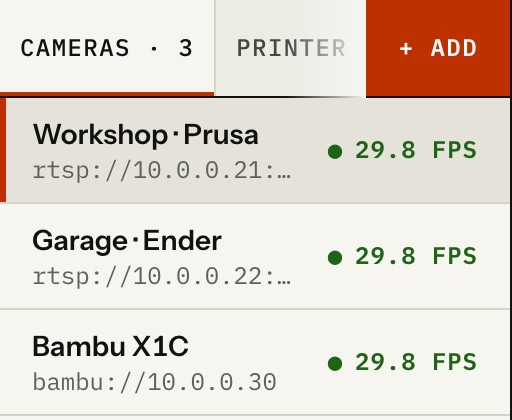 CAMERAS · 3
PRINTER
+ ADD
Workshop · Prusa
rtsp://10.0.0.21:…
● 29.8 FPS
Garage · Ender
rtsp://10.0.0.22:…
● 29.8 FPS
Bambu X1C
bambu://10.0.0.30
● 29.8 FPS